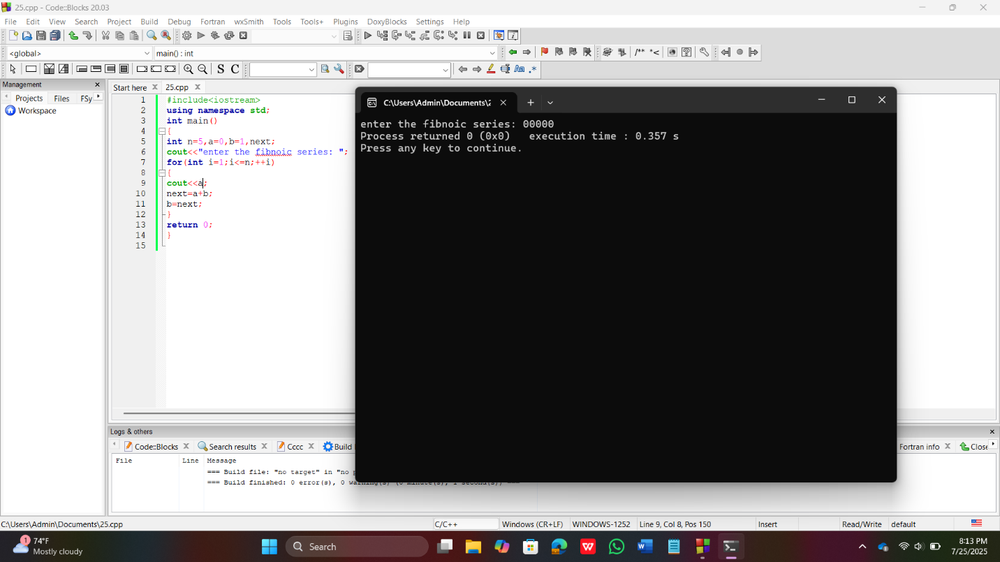 25.cpp - Code::Blocks 20.03
File Edit View Search Project Build Debug Fortran wxSmith Tools Tools+ Plugins DoxyBlocks Settings Help
<global> main() : int
/** *<
S C
Aa .*
Management
Projects Files FSy
Workspace
Start here 25.cpp
1 #include<iostream>
2 using namespace std;
3 int main()
4 {
5 int n=5,a=0,b=1,next;
6 cout<<"enter the fibnoic series: ";
7 for(int i=1;i<=n;++i)
8 {
9 cout<<a;
10 next=a+b;
11 b=next;
12 }
13 return 0;
14 }
15
C:\Users\Admin\Documents\2
enter the fibnoic series: 00000
Process returned 0 (0x0)   execution time : 0.357 s
Press any key to continue.
Logs & others
Code::Blocks Search results Cccc Build Fortran info Close
File Line Message
=== Build file: "no target" in "no p
=== Build finished: 0 error(s), 0 warning(s) (0 minute(s), 1 second(s)) ===
C:\Users\Admin\Documents\25.cpp C/C++ Windows (CR+LF) WINDOWS-1252 Line 9, Col 8, Pos 150 Insert Read/Write default
1
74°F
Mostly cloudy
Search
W
8:13 PM
7/25/2025